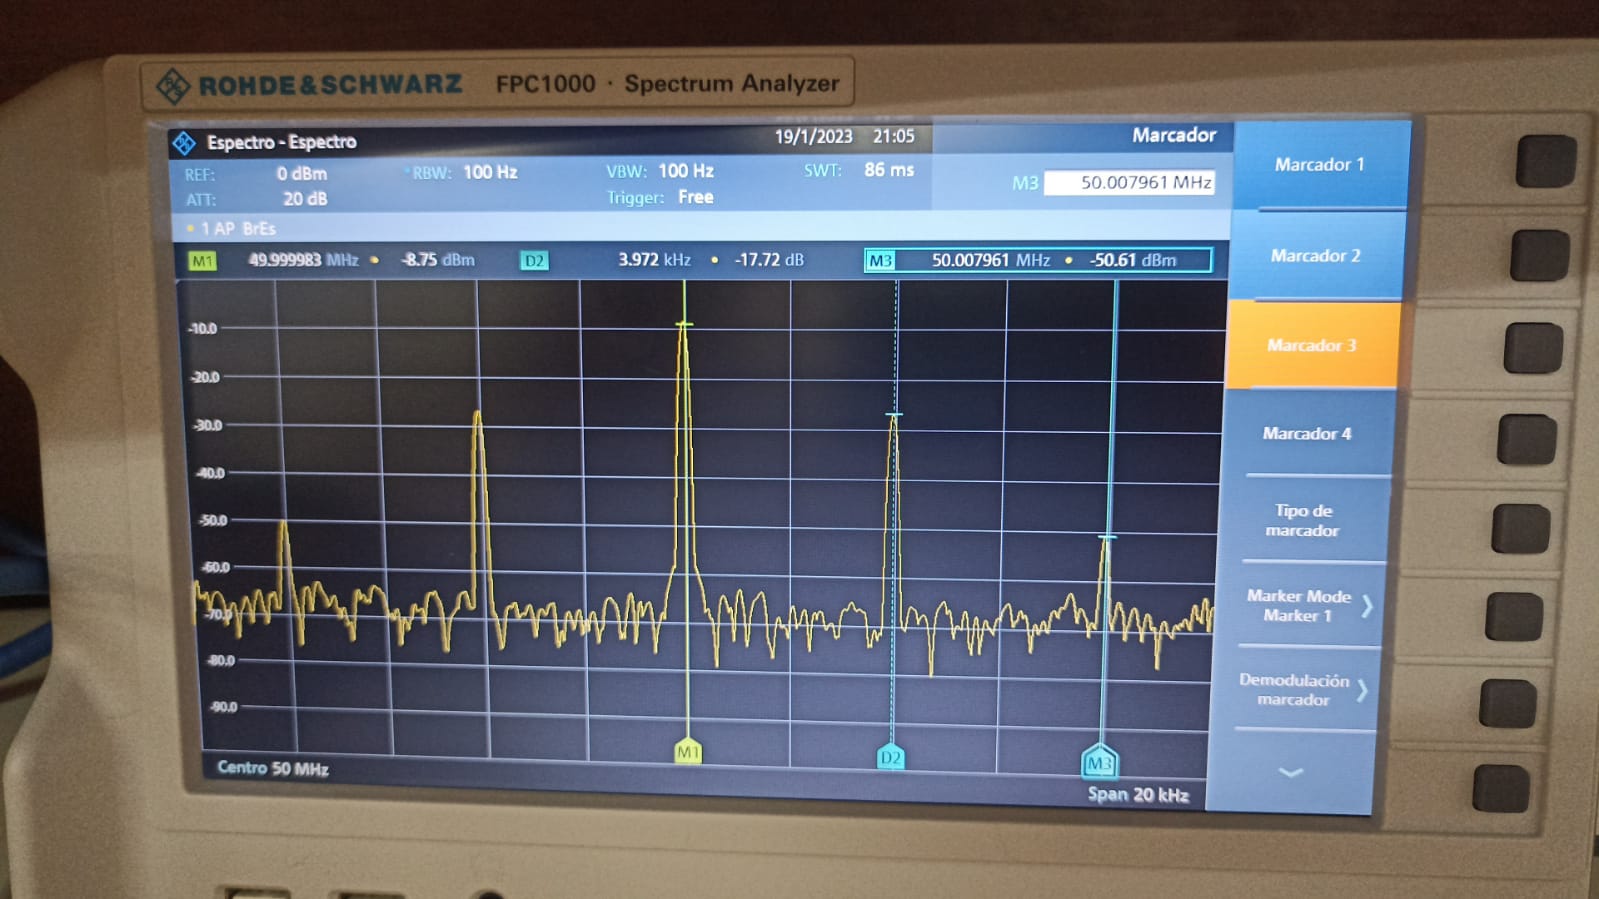 ROHDE&SCHWARZ FPC1000 · Spectrum Analyzer
Espectro - Espectro 19/1/2023 21:05 Marcador
REF: 0 dBm RBW: 100 Hz VBW: 100 Hz SWT: 86 ms
ATT: 20 dB Trigger: Free
M3 50.007961 MHz
1 AP BrEs
M1 49.999983 MHz -8.75 dBm D2 3.972 kHz -17.72 dB M3 50.007961 MHz -50.61 dBm
-10.0
-20.0
-30.0
-40.0
-50.0
-60.0
-70.0
-80.0
-90.0
M1 D2 M3
Centro 50 MHz
Span 20 kHz
Marcador 1
Marcador 2
Marcador 3
Marcador 4
Tipo de
marcador
Marker Mode
Marker 1
Demodulación
marcador